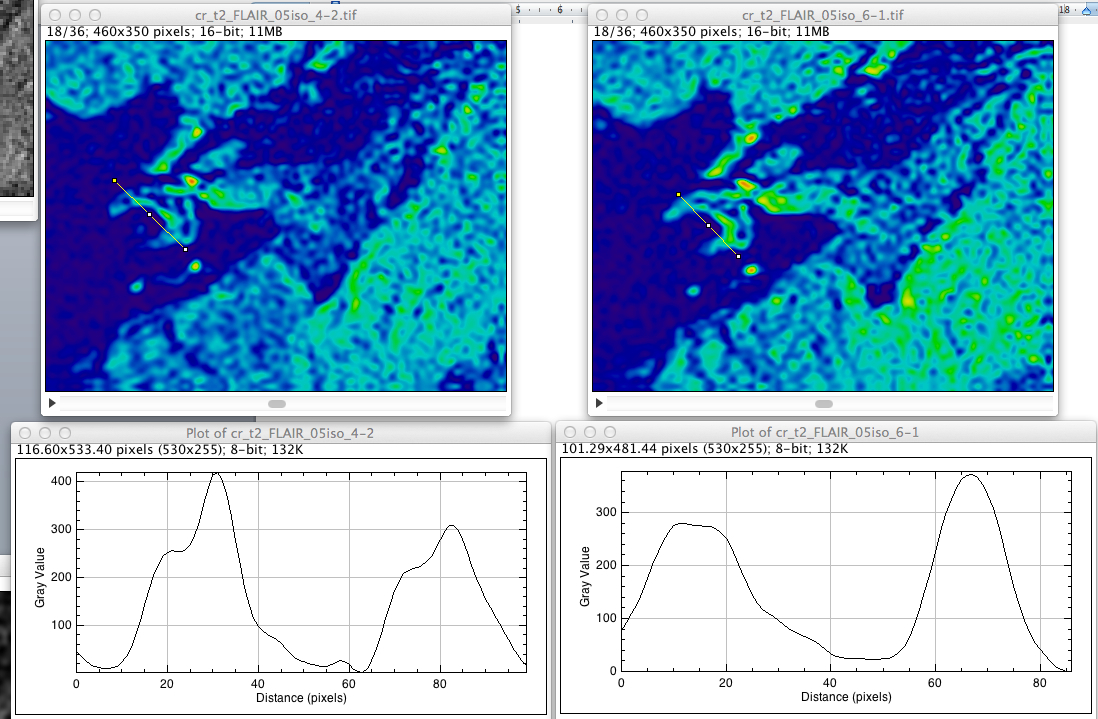 5 · · · 6 · ·
18 ·
cr_t2_FLAIR_05iso_4-2.tif
18/36; 460x350 pixels; 16-bit; 11MB
cr_t2_FLAIR_05iso_6-1.tif
18/36; 460x350 pixels; 16-bit; 11MB
Plot of cr_t2_FLAIR_05iso_4-2
116.60x533.40 pixels (530x255); 8-bit; 132K
400
300
200
100
Gray Value
0 20 40 60 80
Distance (pixels)
Plot of cr_t2_FLAIR_05iso_6-1
101.29x481.44 pixels (530x255); 8-bit; 132K
300
200
100
0
Gray Value
0 20 40 60 80
Distance (pixels)